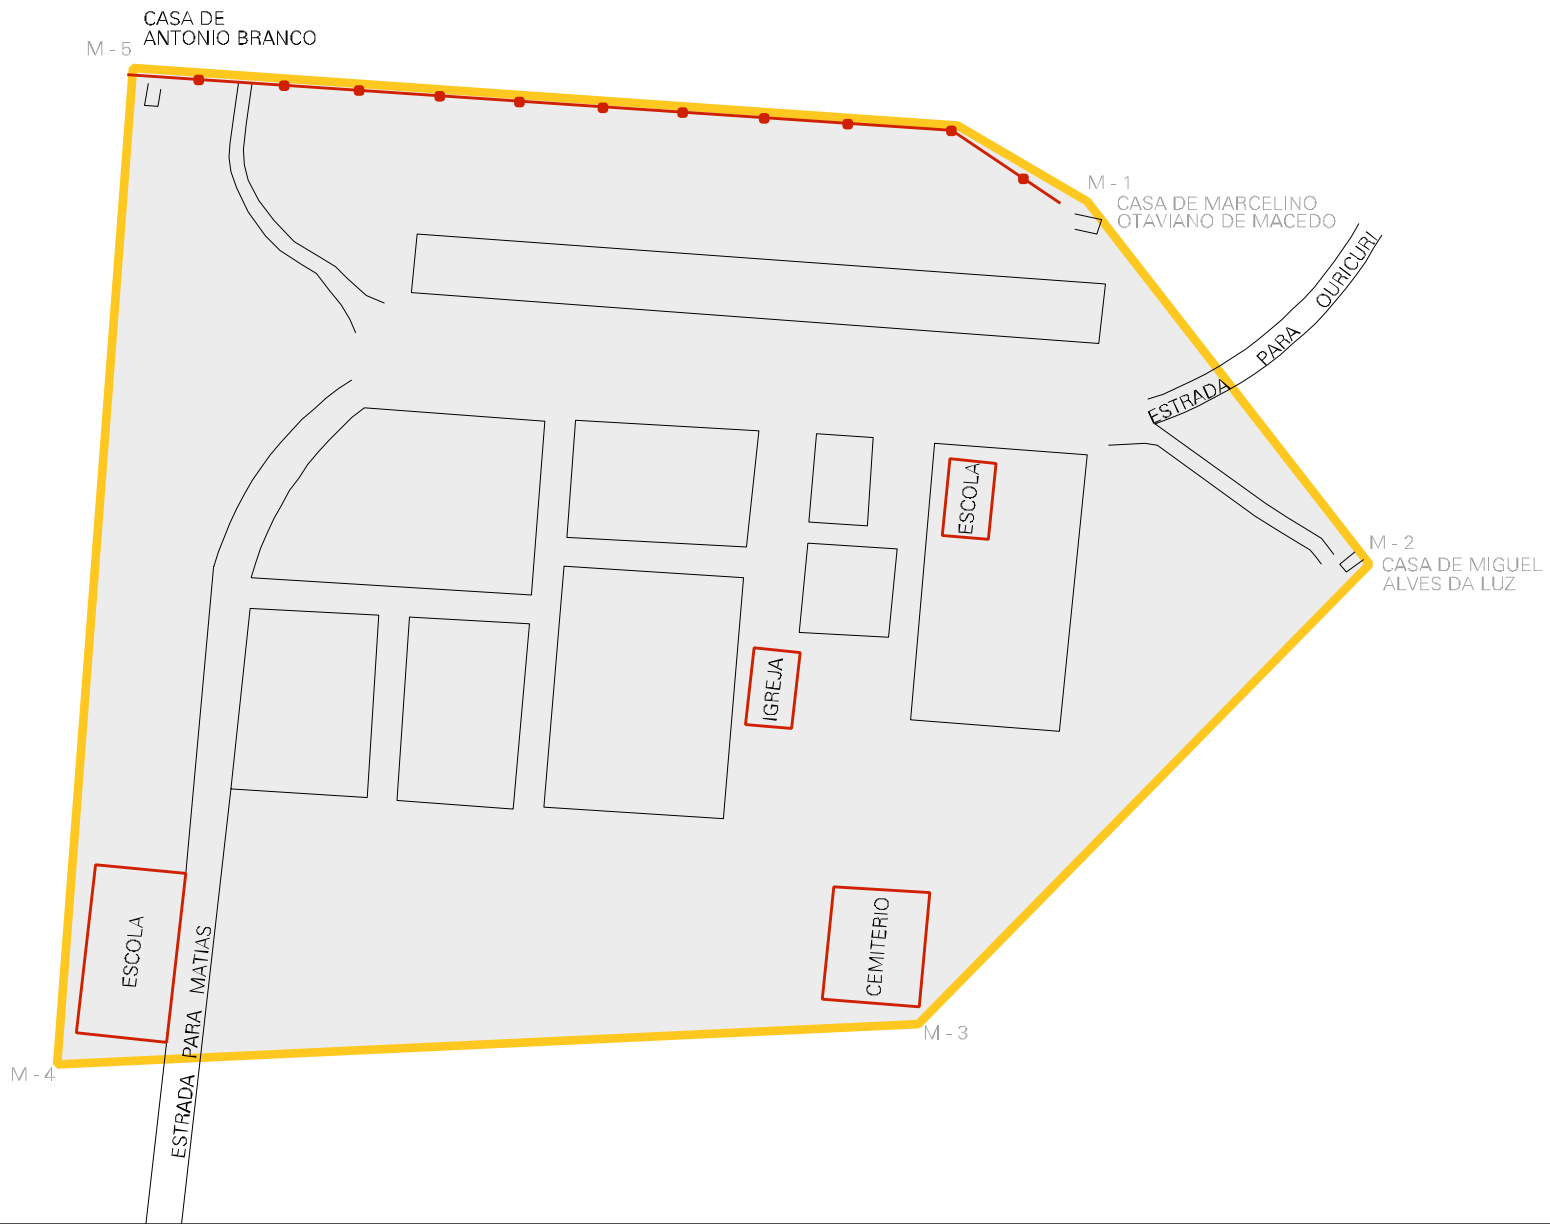 CASA DE
ANTONIO BRANCO
M - 5
M - 1
CASA DE MARCELINO
OTAVIANO DE MACEDO
ESTRADA PARA OURICURI
ESCOLA
M - 2
CASA DE MIGUEL
ALVES DA LUZ
IGREJA
ESCOLA
CEMITERIO
ESTRADA PARA MATIAS
M - 3
M - 4